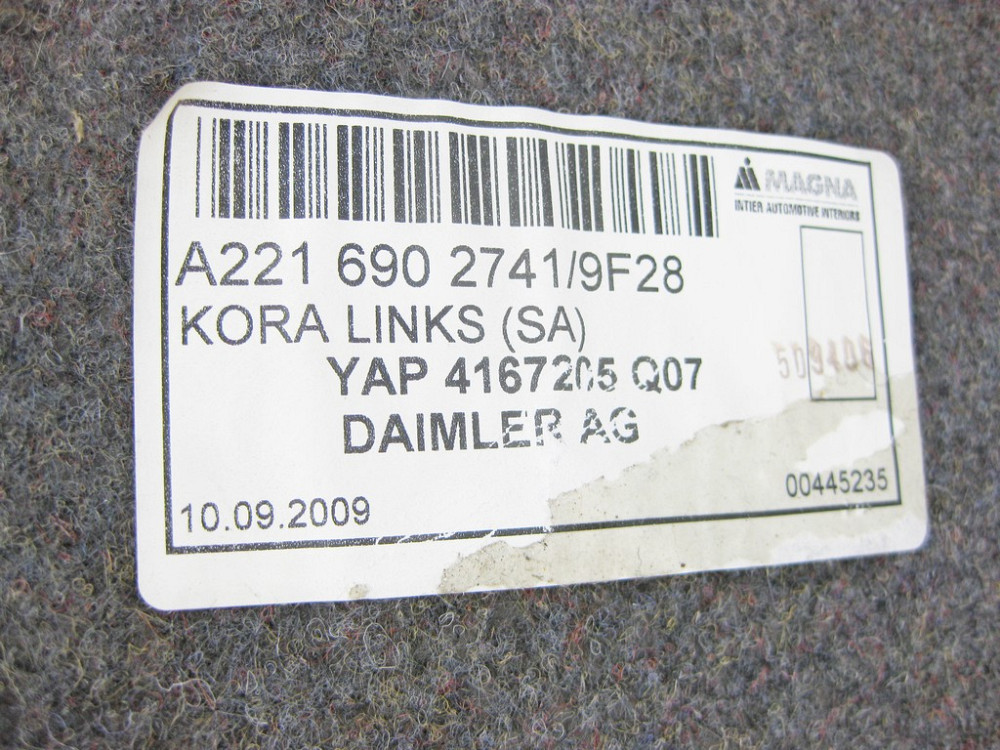 MAGNA
INTIER AUTOMOTIVE INTERIORS
A221 690 2741/9F28
KORA LINKS (SA)
YAP 4167205 Q07
509406
DAIMLER AG
00445235
10.09.2009